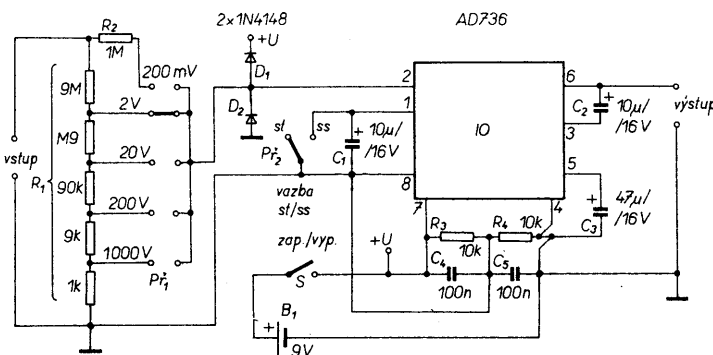 2×1N4148
AD736
R2
1M
+U
200 mV
D1
9M
2V
D2
st
ss
M9
vstup
20V
Př2
C1
+
10µ/
/16V
R1
90k
200V
vazba
st/ss
9k
1000V
Př1
1k
zap./vyp.
S
+U
B1
+
9V
2
1
8
7
4
IO
6
3
5
+
C2
10µ/
/16V
výstup
+
C3
47µ/
/16V
R3
10k
R4
10k
C4
100n
C5
100n